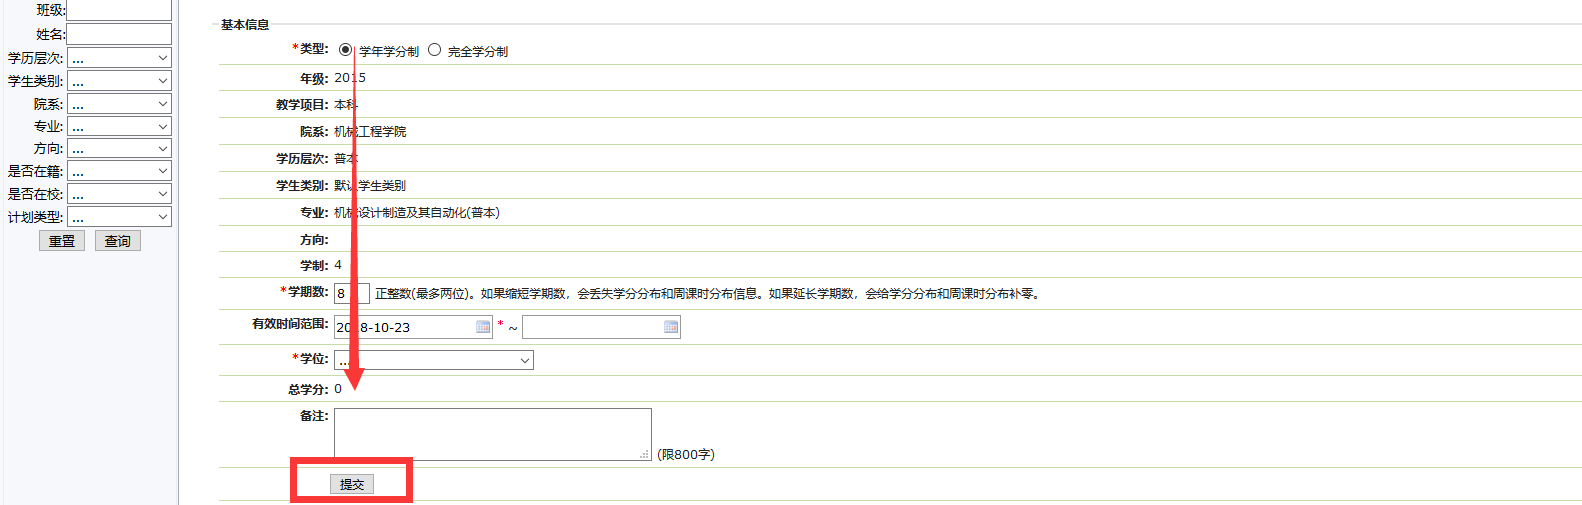 班级:
姓名:
学历层次: ...
学生类别: ...
院系: ...
专业: ...
方向: ...
是否在籍: ...
是否在校: ...
计划类型: ...
重置 查询
基本信息
*类型: 学年学分制 完全学分制
年级: 2015
教学项目: 本科
院系: 机械工程学院
学历层次: 普本
学生类别: 默认学生类别
专业: 机械设计制造及其自动化(普本)
方向:
学制: 4
*学期数: 8 正整数(最多两位)。如果缩短学期数，会丢失学分分布和周课时分布信息。如果延长学期数，会给学分分布和周课时分布补零。
有效时间范围: 2018-10-23 * ~
*学位: ...
总学分: 0
备注:
(限800字)
提交